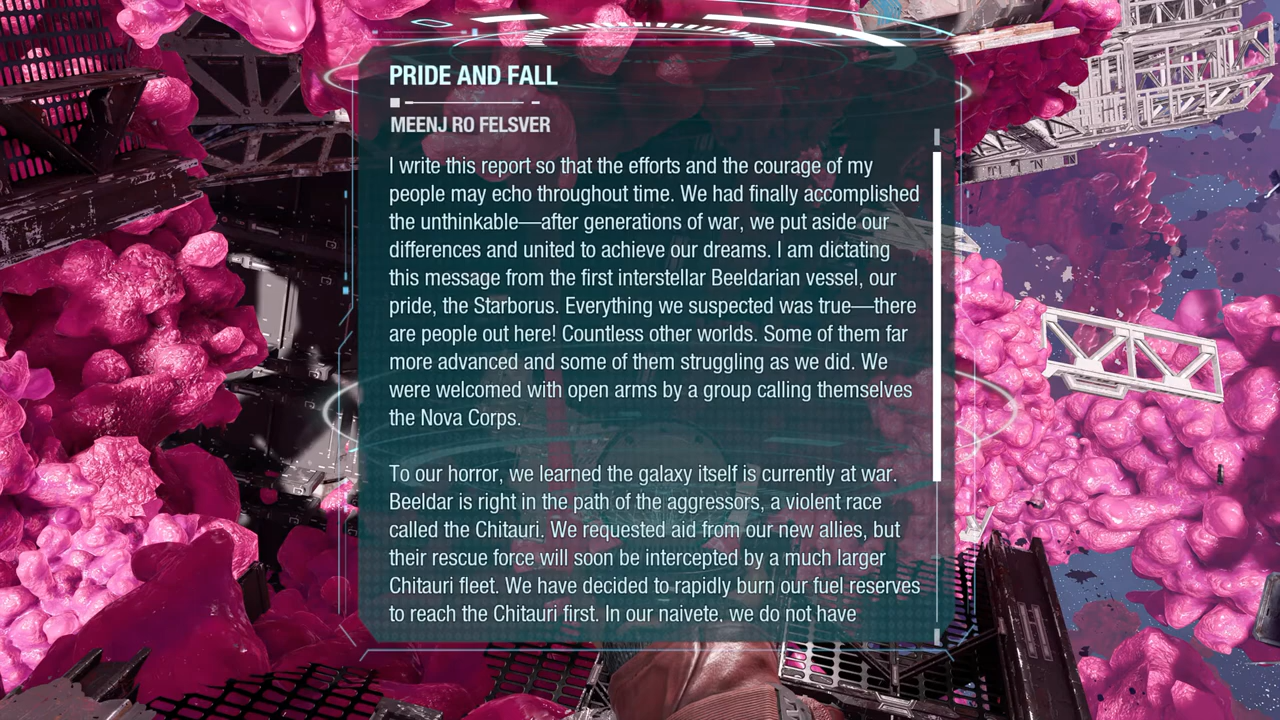 PRIDE AND FALL
MEENJ RO FELSVER
I write this report so that the efforts and the courage of my
people may echo throughout time. We had finally accomplished
the unthinkable—after generations of war, we put aside our
differences and united to achieve our dreams. I am dictating
this message from the first interstellar Beeldarian vessel, our
pride, the Starborus. Everything we suspected was true—there
are people out here! Countless other worlds. Some of them far
more advanced and some of them struggling as we did. We
were welcomed with open arms by a group calling themselves
the Nova Corps.
To our horror, we learned the galaxy itself is currently at war.
Beeldar is right in the path of the aggressors, a violent race
called the Chitauri. We requested aid from our new allies, but
their rescue force will soon be intercepted by a much larger
Chitauri fleet. We have decided to rapidly burn our fuel reserves
to reach the Chitauri first. In our naivete, we do not have